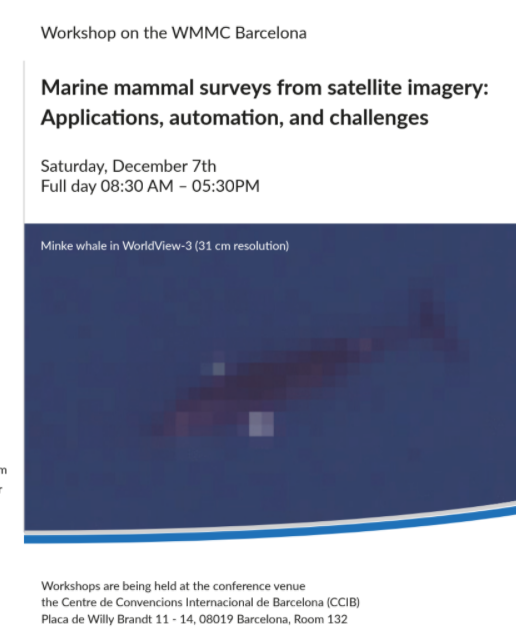 Workshop on the WMMC Barcelona
Marine mammal surveys from satellite imagery:
Applications, automation, and challenges
Saturday, December 7th
Full day 08:30 AM – 05:30PM
Minke whale in WorldView-3 (31 cm resolution)
Workshops are being held at the conference venue
the Centre de Convencions Internacional de Barcelona (CCIB)
Placa de Willy Brandt 11 - 14, 08019 Barcelona, Room 132